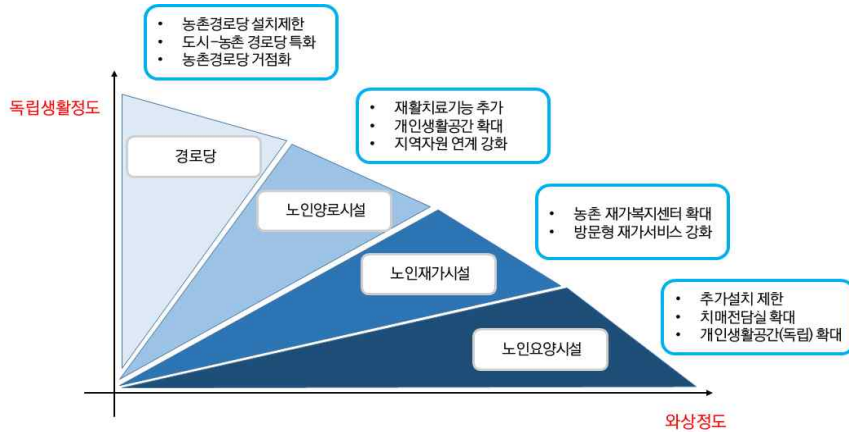 • 농촌경로당 설치제한
• 도시-농촌 경로당 특화
• 농촌경로당 거점화
독립생활정도
• 재활치료기능 추가
• 개인생활공간 확대
• 지역자원 연계 강화
경로당
노인양로시설
• 농촌 재가복지센터 확대
• 방문형 재가서비스 강화
노인재가시설
• 추가설치 제한
• 치매전담실 확대
• 개인생활공간(독립) 확대
노인요양시설
와상정도